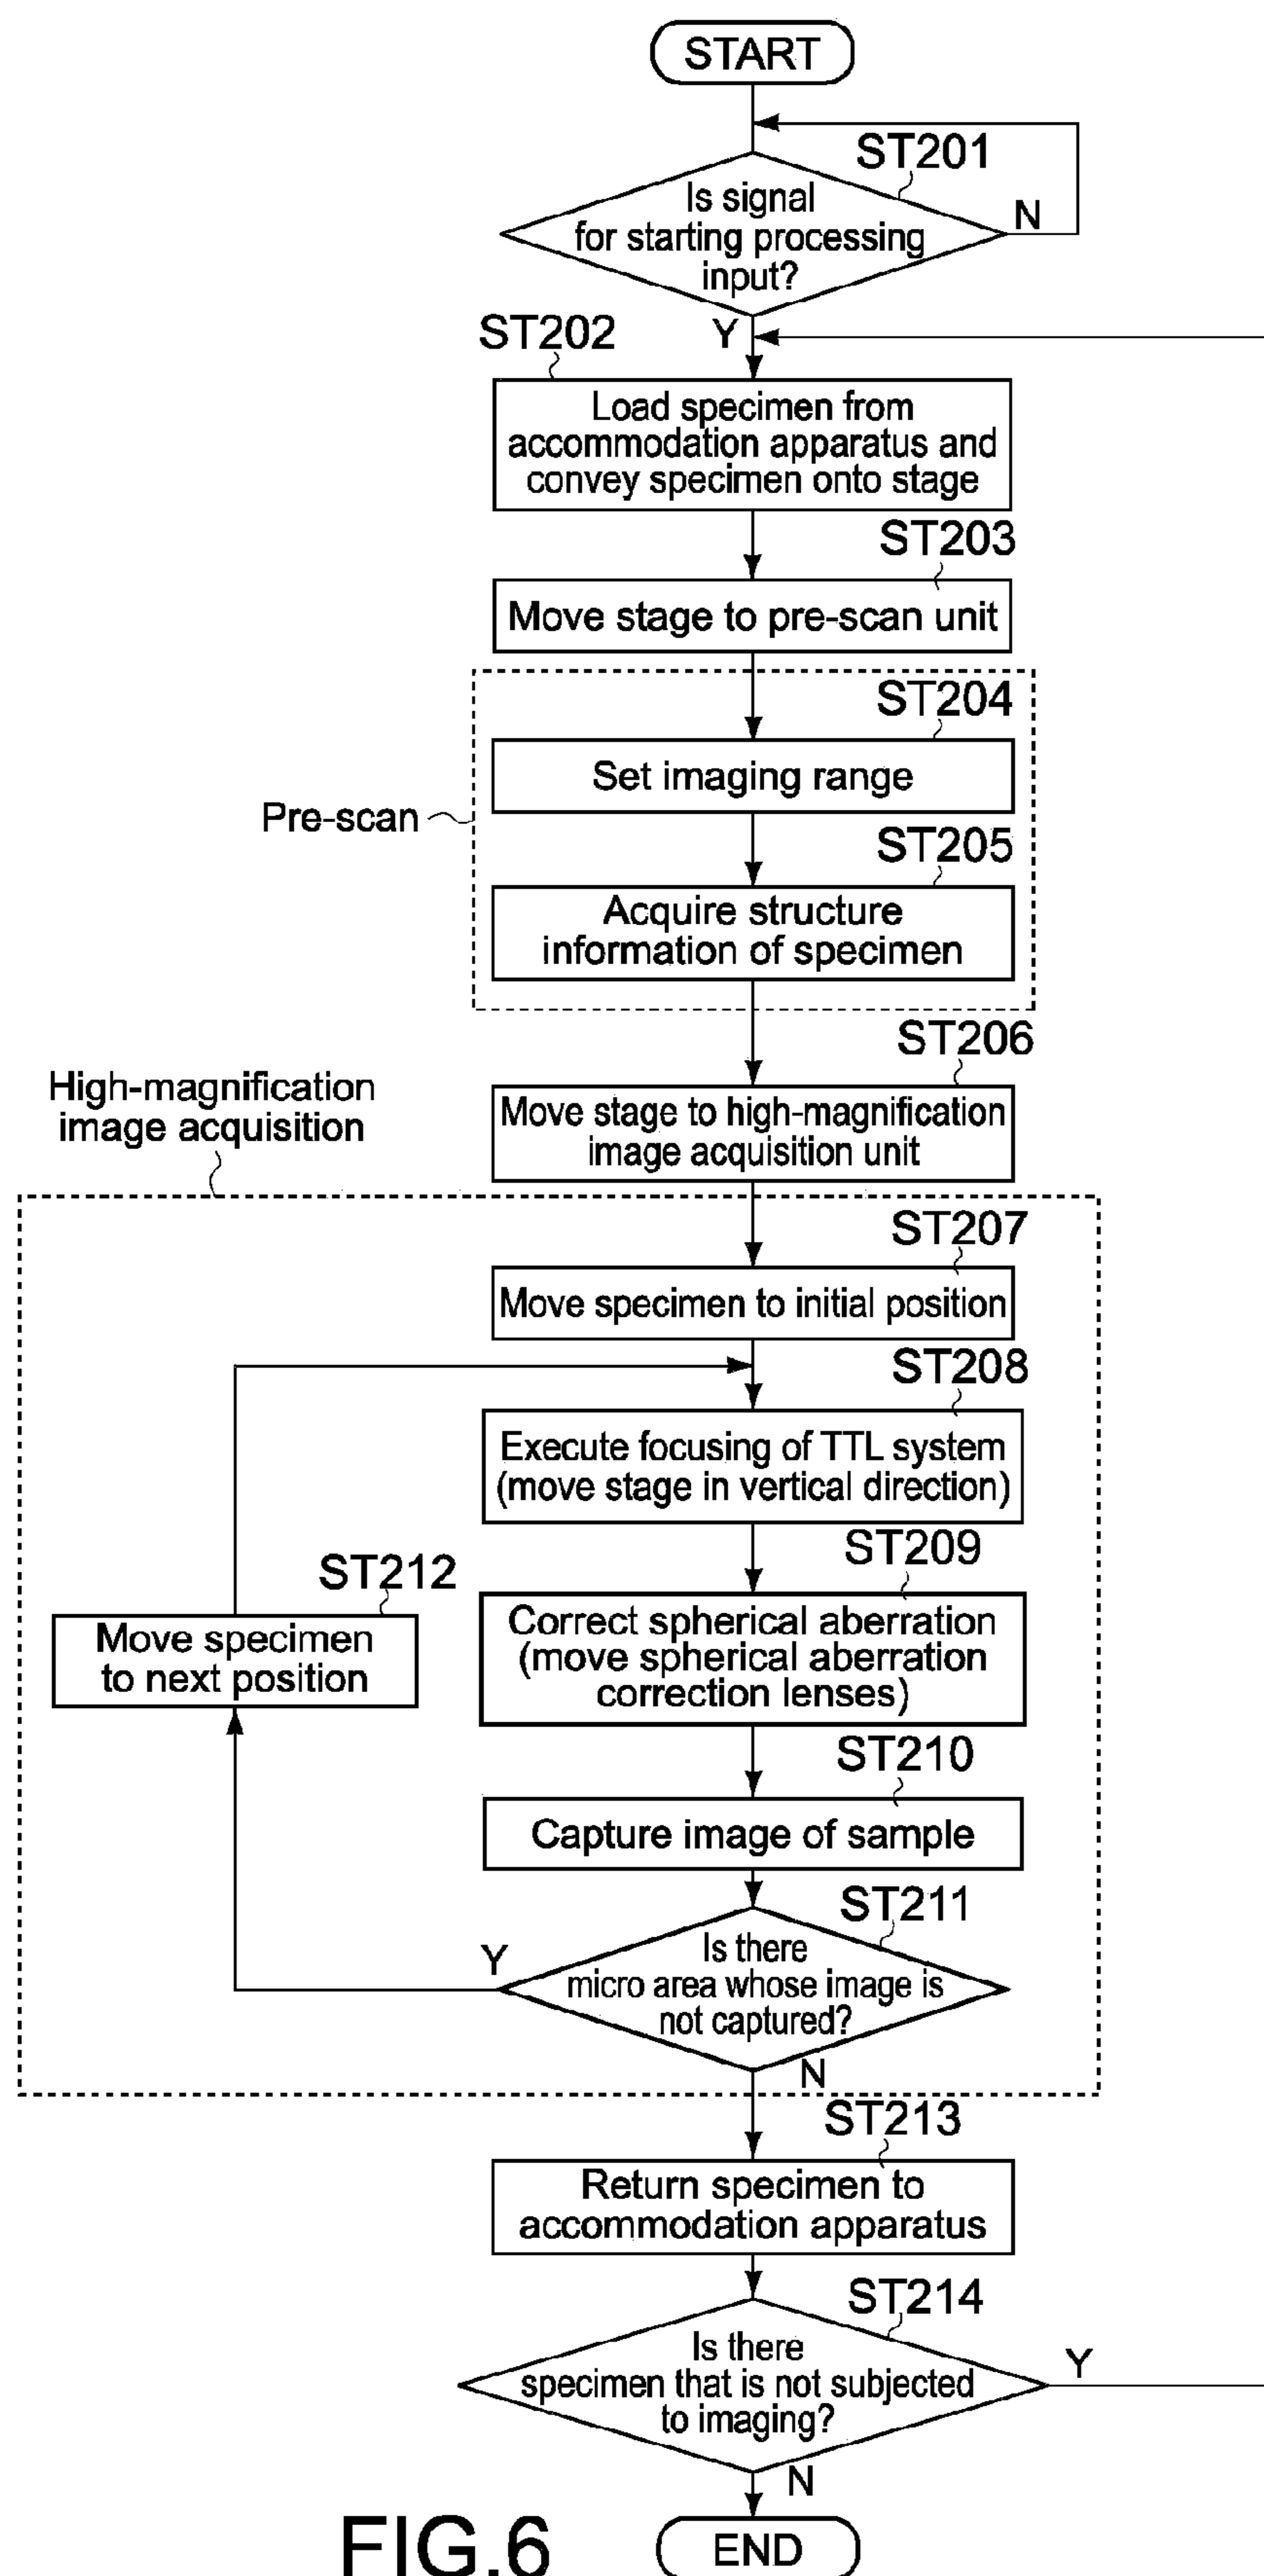 START
ST201
Is signal
for starting processing
input?
N
Y
ST202
Load specimen from
accommodation apparatus and
convey specimen onto stage
ST203
Move stage to pre-scan unit
ST204
Set imaging range
Pre-scan
ST205
Acquire structure
information of specimen
ST206
Move stage to high-magnification
image acquisition unit
High-magnification
image acquisition
ST207
Move specimen to initial position
ST208
Execute focusing of TTL system
(move stage in vertical direction)
ST209
Correct spherical aberration
(move spherical aberration
correction lenses)
ST212
Move specimen
to next position
ST210
Capture image of sample
ST211
Is there
micro area whose image is
not captured?
Y
N
ST213
Return specimen to
accommodation apparatus
ST214
Is there
specimen that is not subjected
to imaging?
Y
N
END
FIG.6